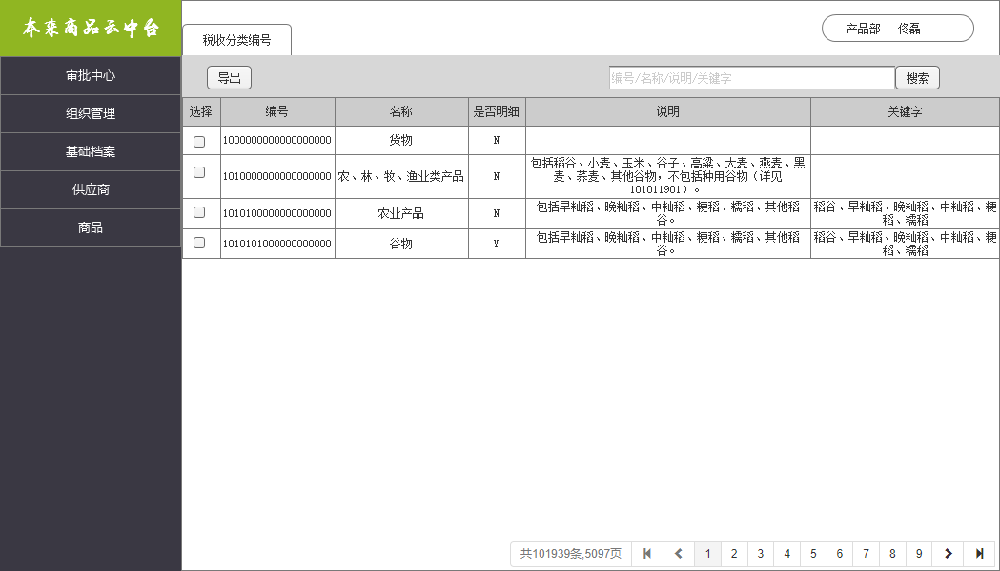 本来商品云中台
产品部 佟磊
税收分类编号
审批中心
组织管理
基础档案
供应商
商品
导出
编号/名称/说明/关键字
搜索
选择 编号 名称 是否明细 说明 关键字
1000000000000000000 货物 N
1010000000000000000 农、林、牧、渔业类产品 N
包括稻谷、小麦、玉米、谷子、高粱、大麦、燕麦、黑
麦、荞麦、其他谷物，不包括种用谷物（详见
101011901）。
1010100000000000000 农业产品 N
包括早籼稻、晚籼稻、中籼稻、粳稻、糯稻、其他稻
谷。
稻谷、早籼稻、晚籼稻、中籼稻、粳
稻、糯稻
1010101000000000000 谷物 Y
包括早籼稻、晚籼稻、中籼稻、粳稻、糯稻、其他稻
谷。
稻谷、早籼稻、晚籼稻、中籼稻、粳
稻、糯稻
共101939条,5097页 1 2 3 4 5 6 7 8 9